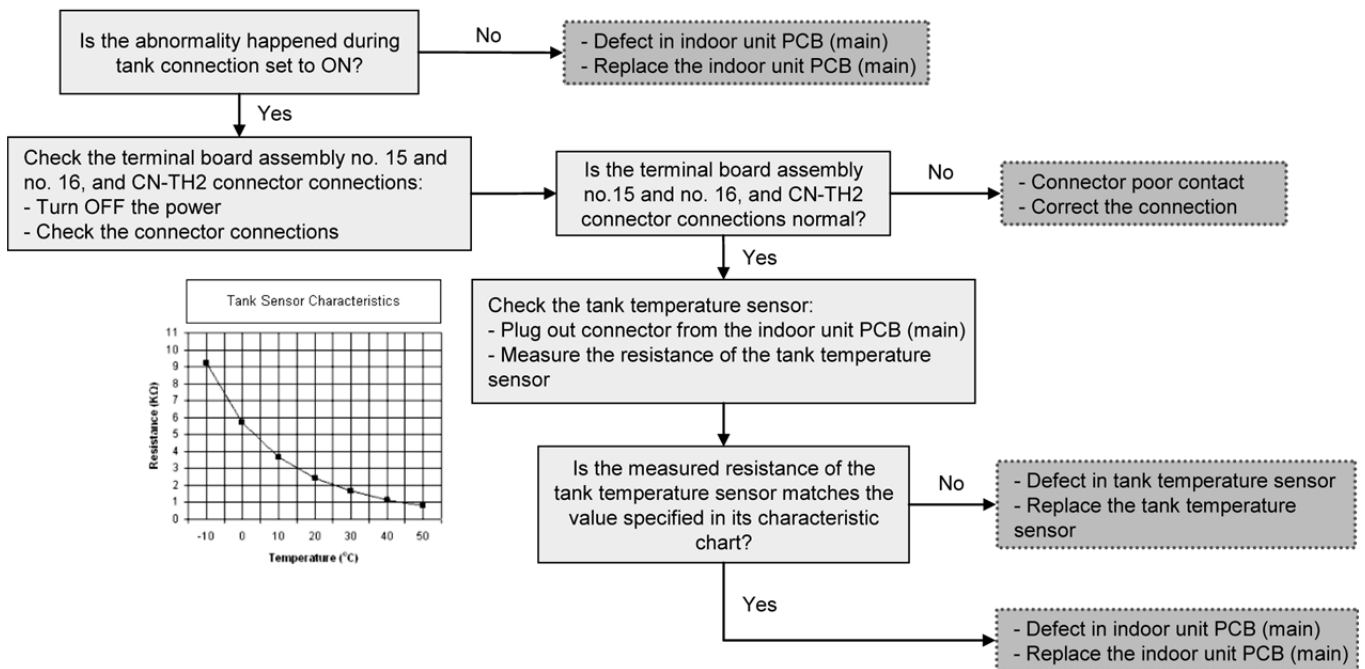 Is the abnormality happened during
tank connection set to ON?
No
- Defect in indoor unit PCB (main)
- Replace the indoor unit PCB (main)
Yes
Check the terminal board assembly no. 15 and
no. 16, and CN-TH2 connector connections:
- Turn OFF the power
- Check the connector connections
Is the terminal board assembly
no.15 and no. 16, and CN-TH2
connector connections normal?
No
- Connector poor contact
- Correct the connection
Yes
Check the tank temperature sensor:
- Plug out connector from the indoor unit PCB (main)
- Measure the resistance of the tank temperature
sensor
Tank Sensor Characteristics
Resistance (KΩ)
11
10
9
8
7
6
5
4
3
2
1
0
-10 0 10 20 30 40 50
Temperature (°C)
Is the measured resistance of the
tank temperature sensor matches the
value specified in its characteristic
chart?
No
- Defect in tank temperature sensor
- Replace the tank temperature
sensor
Yes
- Defect in indoor unit PCB (main)
- Replace the indoor unit PCB (main)